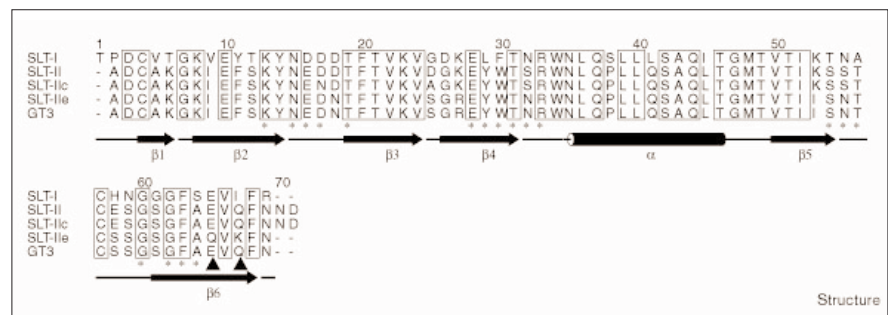 1 10 20 30 40 50
SLT-I T P D C V T G K V E Y T K Y N D D D T F T V K V G D K E L F T N R W N L Q S L L L S A Q I T G M T V T I K T N A
SLT-II - A D C A K G K I E F S K Y N E D D T F T V K V D G K E Y W T S R W N L Q P L L Q S A Q L T G M T V T I K S S T
SLT-IIc - A D C A K G K I E F S K Y N E N D T F T V K V A G K E Y W T S R W N L Q P L L Q S A Q L T G M T V T I K S S T
SLT-IIe - A D C A K G K I E F S K Y N E D N T F T V K V S G R E Y W T N R W N L Q P L L Q S A Q L T G M T V T I I S N T
GT3 - A D C A K G K I E F S K Y N E D N T F T V K V S G R E Y W T S R W N L Q P L L Q S A Q L T G M T V T I I S N T
β1 β2 β3 β4 α β5
60 70
SLT-I C H N G G G F S E V I F R - -
SLT-II C E S G S G F A E V Q F N N D
SLT-IIc C E S G S G F A E V Q F N N D
SLT-IIe C S S G S G F A Q V K F N - -
GT3 C S S G S G F A E V Q F N - -
β6
Structure